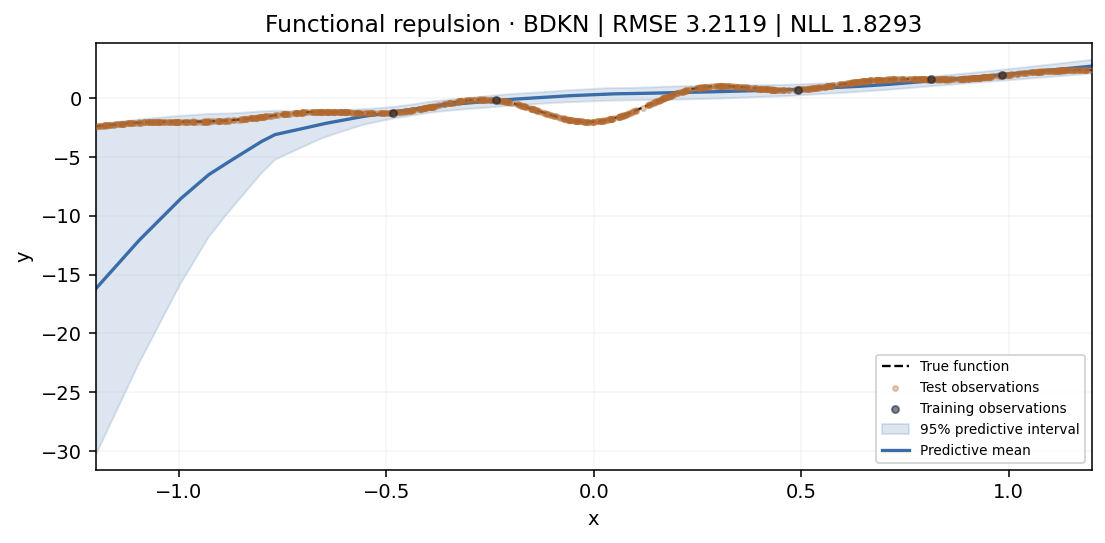 Functional repulsion · BDKN | RMSE 3.2119 | NLL 1.8293
0
−5
−10
−15
−20
−25
−30
y
−1.0
−0.5
0.0
0.5
1.0
x
True function
Test observations
Training observations
95% predictive interval
Predictive mean